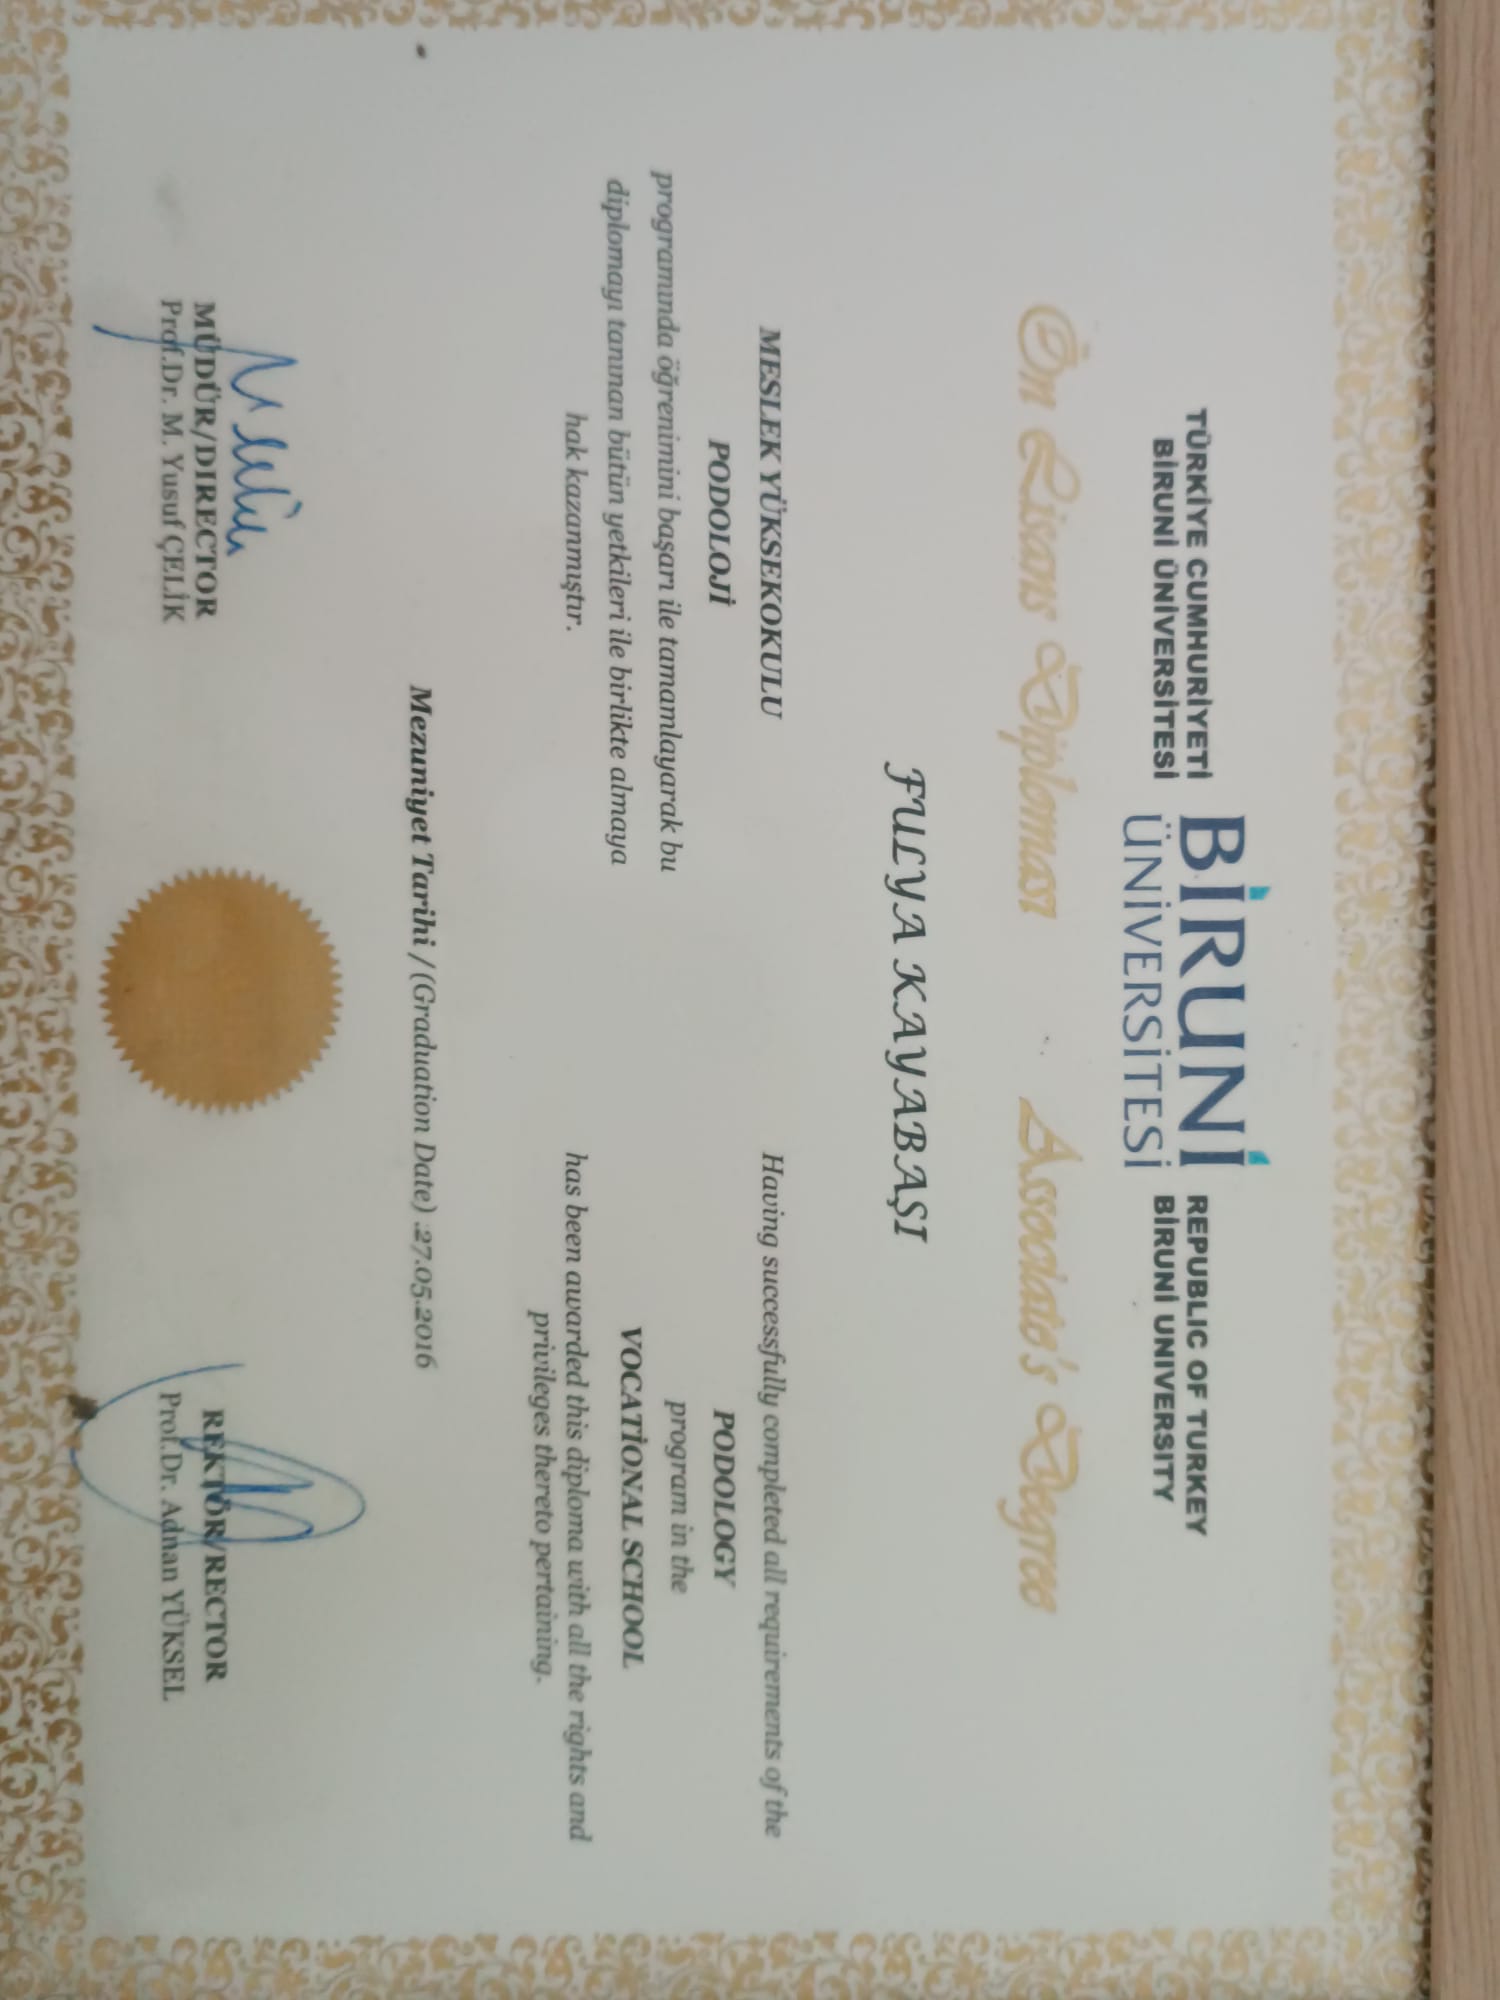 TÜRKİYE CUMHURİYETİ
BİRUNİ ÜNİVERSİTESİ
BİRUNİ
ÜNİVERSİTESİ
REPUBLIC OF TURKEY
BİRUNİ UNIVERSITY
Ön Lisans Diploması
Associate's Degree
FULYA KAYABAŞI
MESLEK YÜKSEKOKULU
PODOLOJİ
programında öğrenimini başarı ile tamamlayarak bu
diplomayı tanınan bütün yetkileri ile birlikte almaya
hak kazanmıştır.
Having successfully completed all requirements of the
PODOLOGY
program in the
VOCATİONAL SCHOOL
has been awarded this diploma with all the rights and
privileges thereto pertaining.
Mezuniyet Tarihi / (Graduation Date) :27.05.2016
MÜDÜR/DIRECTOR
Prof.Dr. M. Yusuf ÇELİK
REKTÖR/RECTOR
Prof.Dr. Adnan YÜKSEL